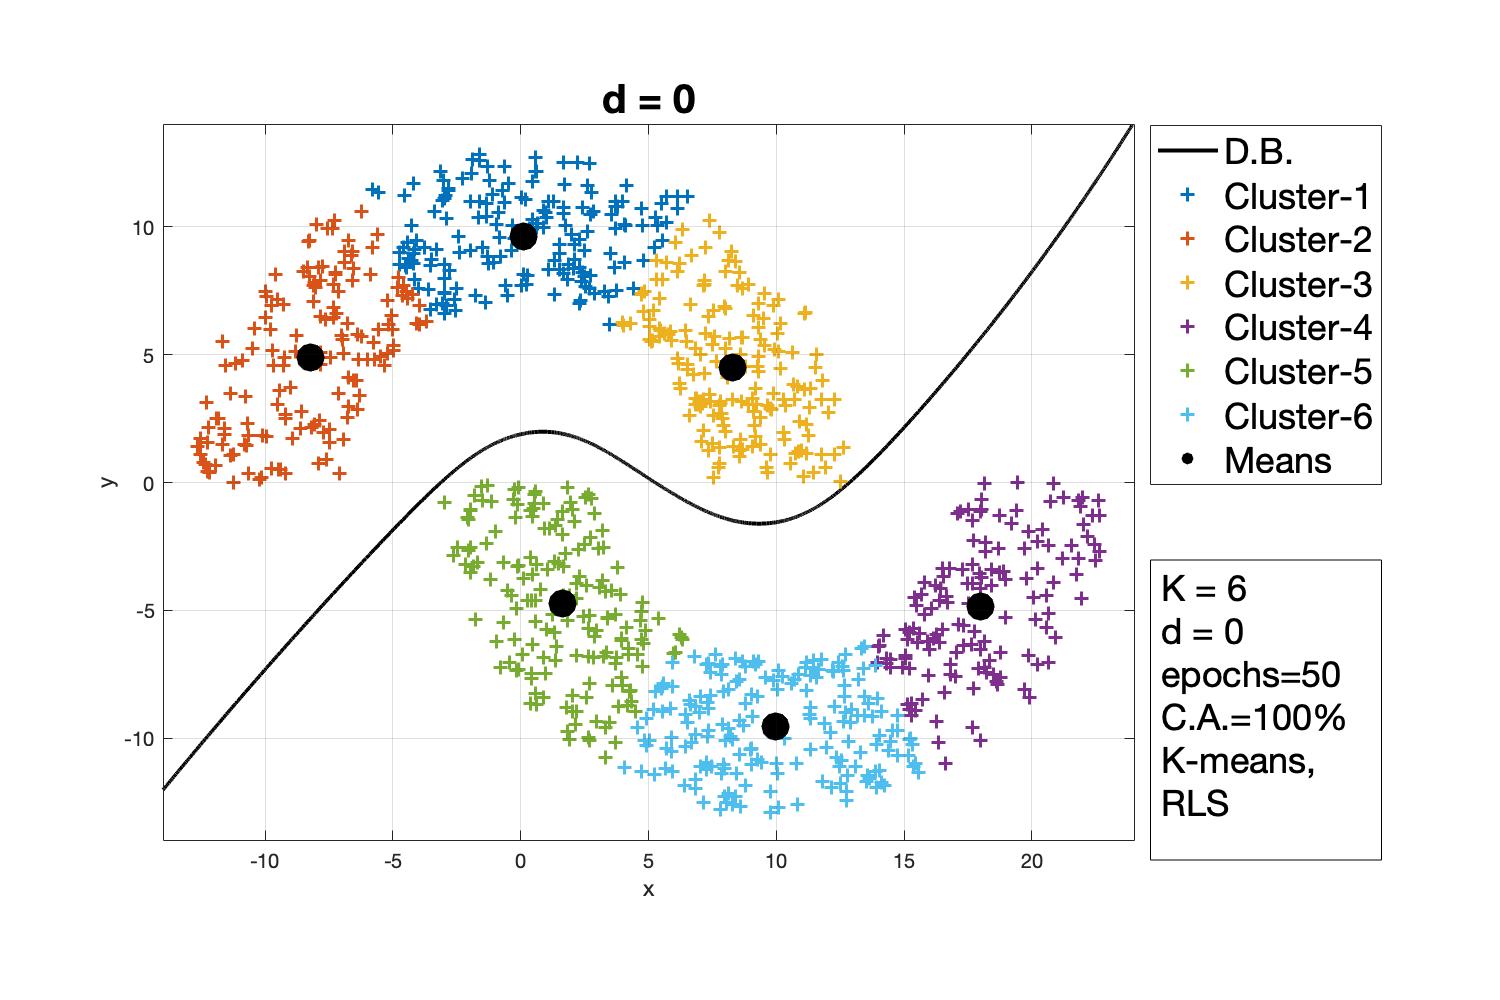 d = 0
10
5
0
-5
-10
y
-10
-5
0
5
10
15
20
x
D.B.
Cluster-1
Cluster-2
Cluster-3
Cluster-4
Cluster-5
Cluster-6
Means
K = 6
d = 0
epochs=50
C.A.=100%
K-means,
RLS